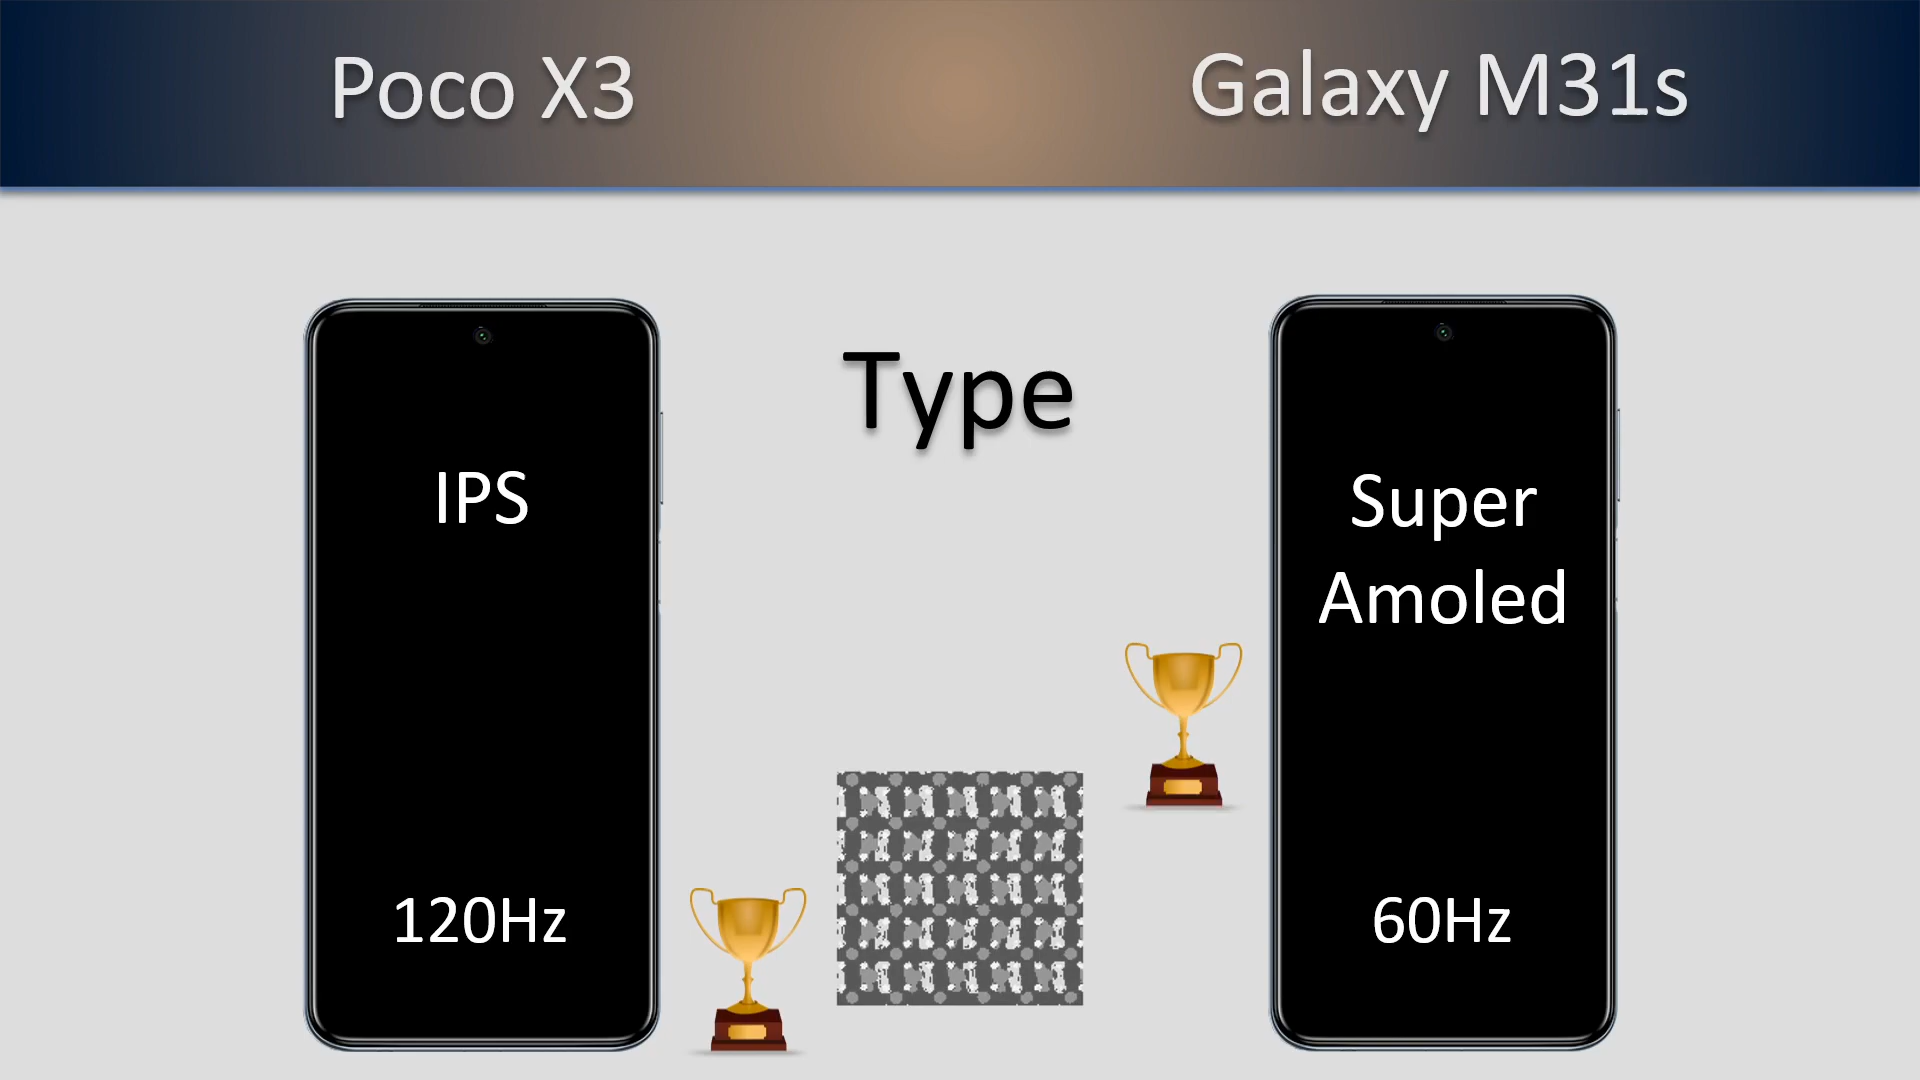 Poco X3
Galaxy M31s
Type
IPS
Super
Amoled
120Hz
60Hz